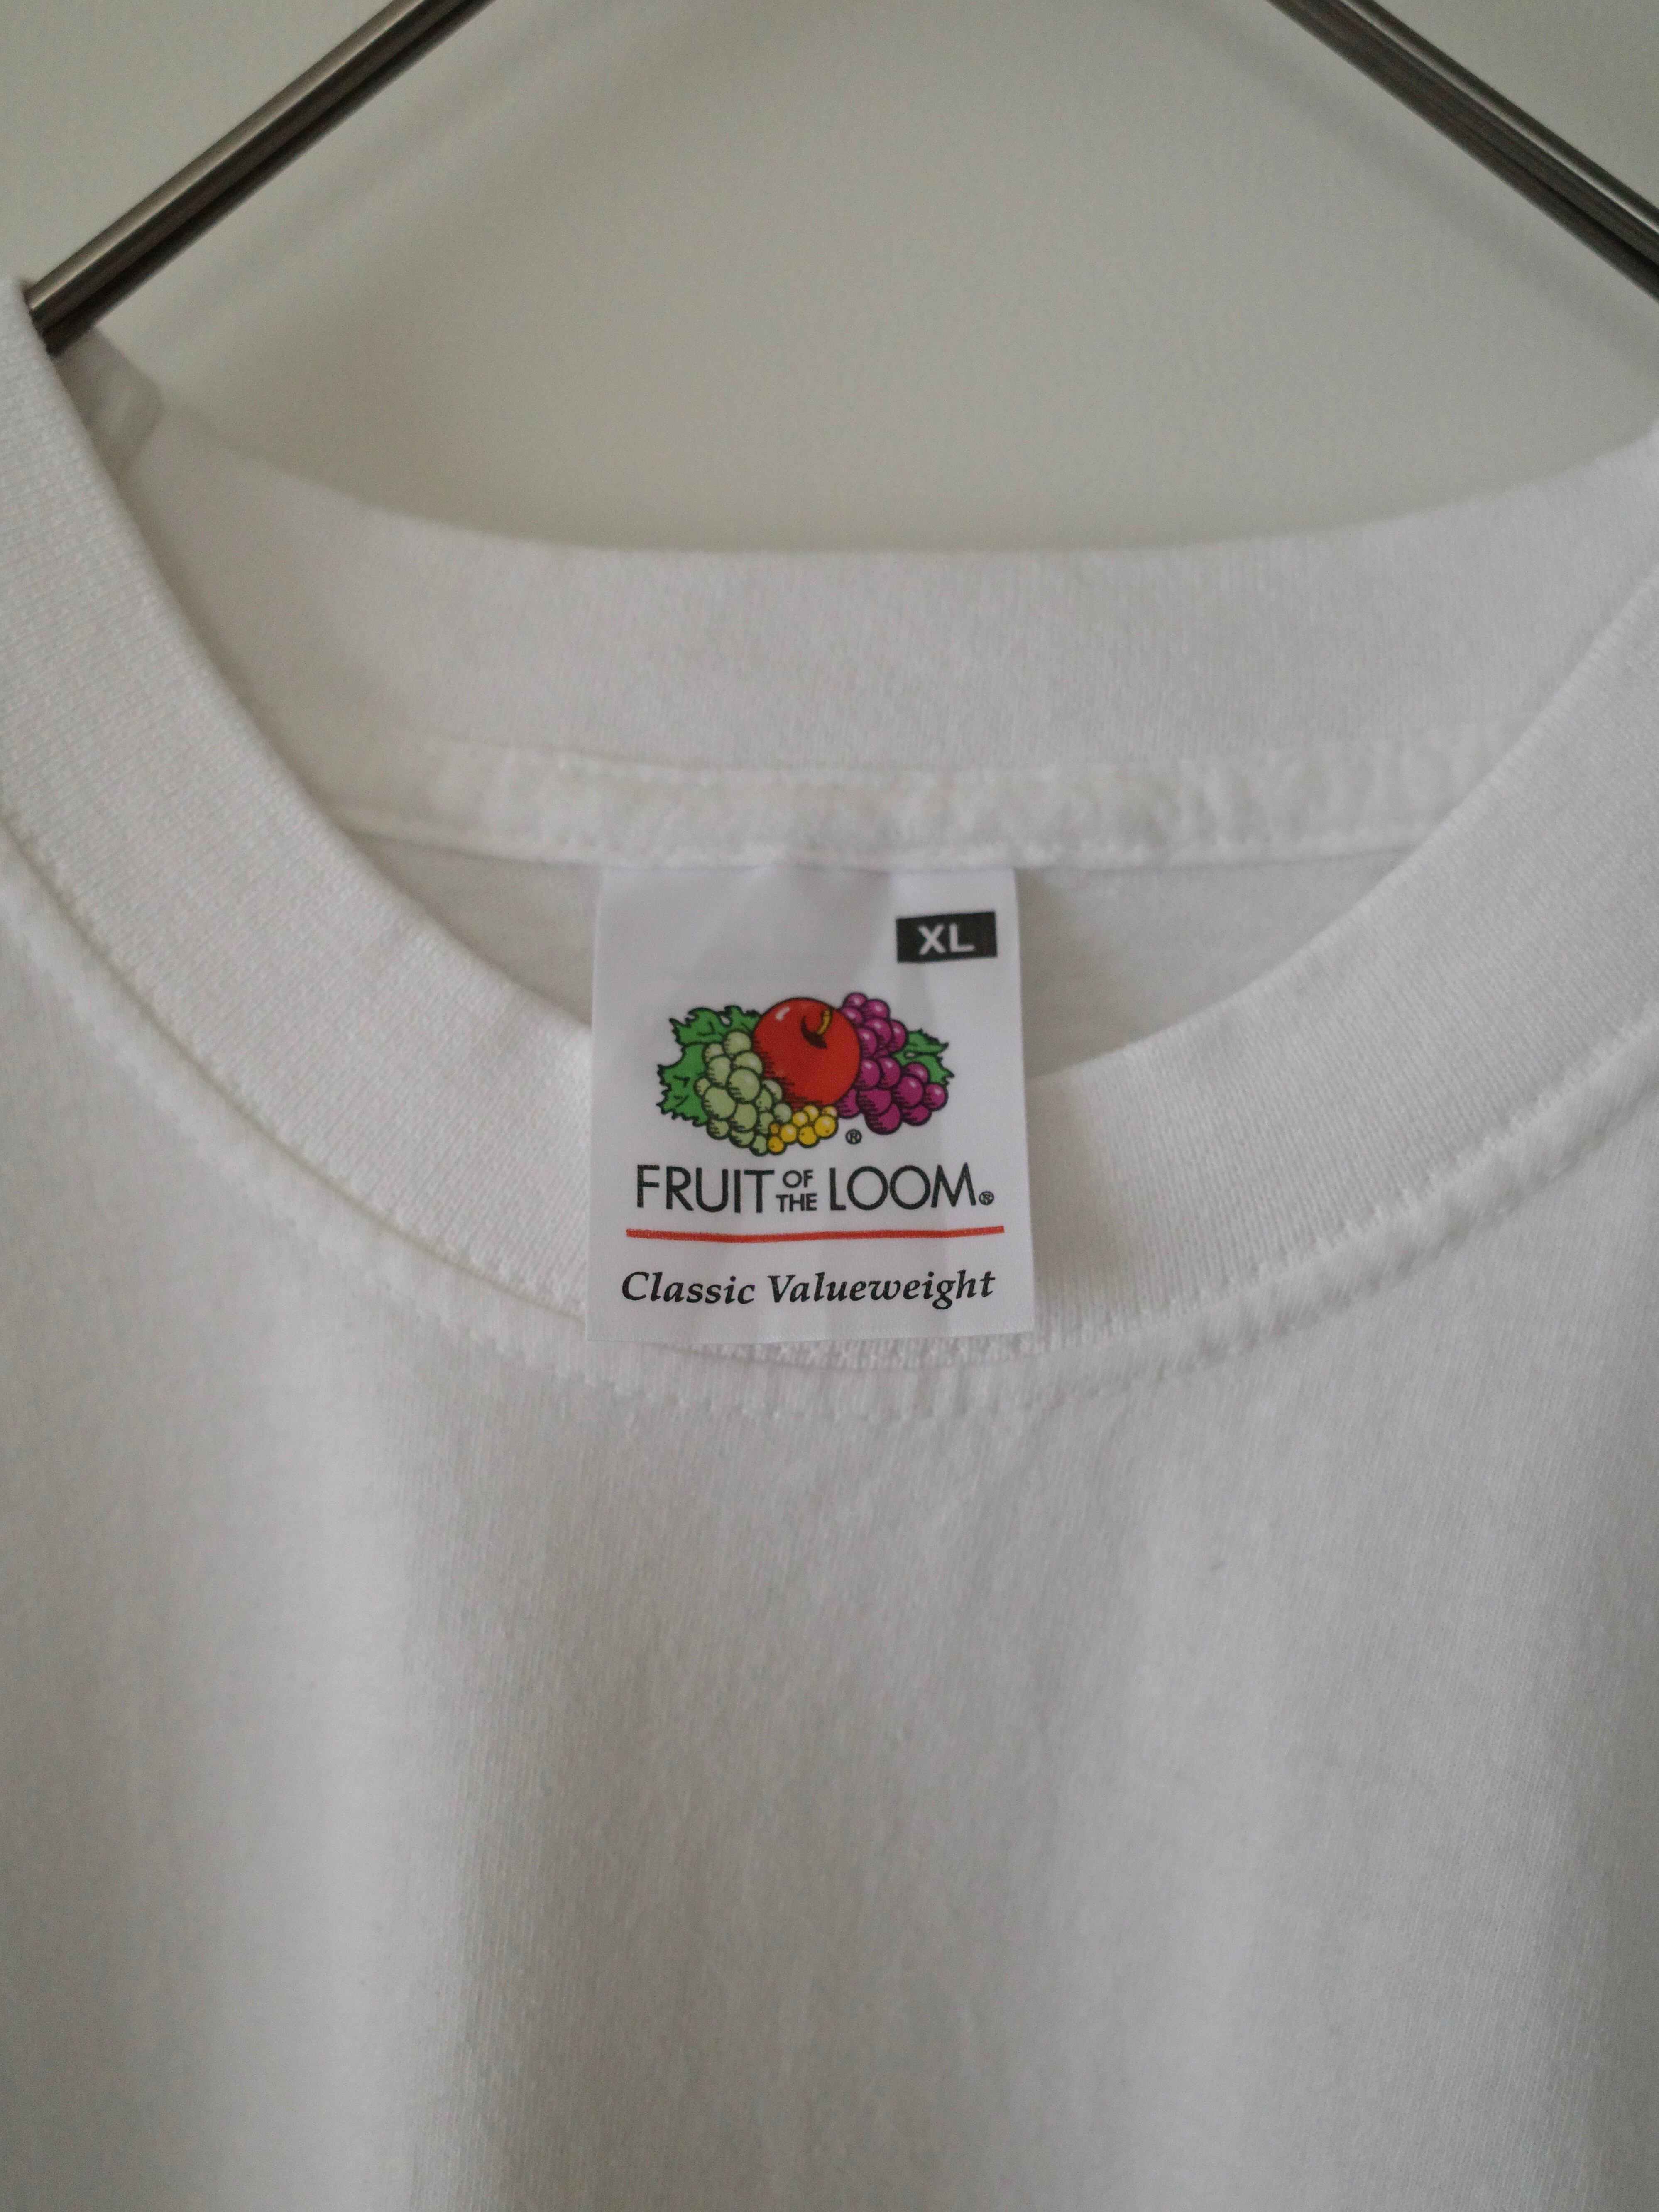 XL
®
FRUIT OF THE LOOM®
Classic Valueweight